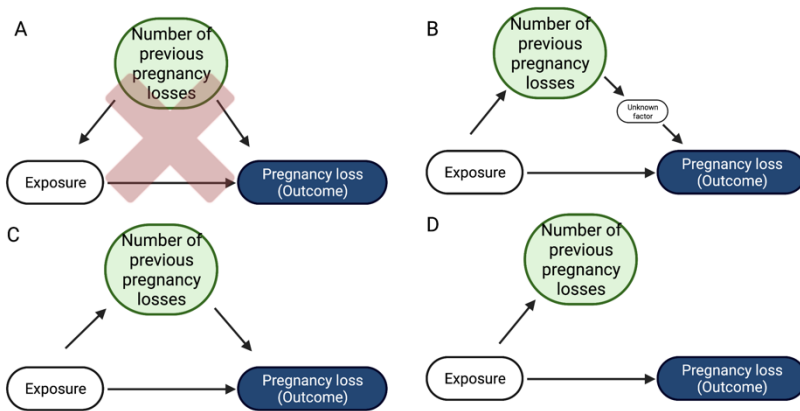 A
Number of
previous
pregnancy
losses
Exposure
Pregnancy loss
(Outcome)
B
Number of
previous
pregnancy
losses
Unknown
factor
Exposure
Pregnancy loss
(Outcome)
C
Number of
previous
pregnancy
losses
Exposure
Pregnancy loss
(Outcome)
D
Number of
previous
pregnancy
losses
Exposure
Pregnancy loss
(Outcome)